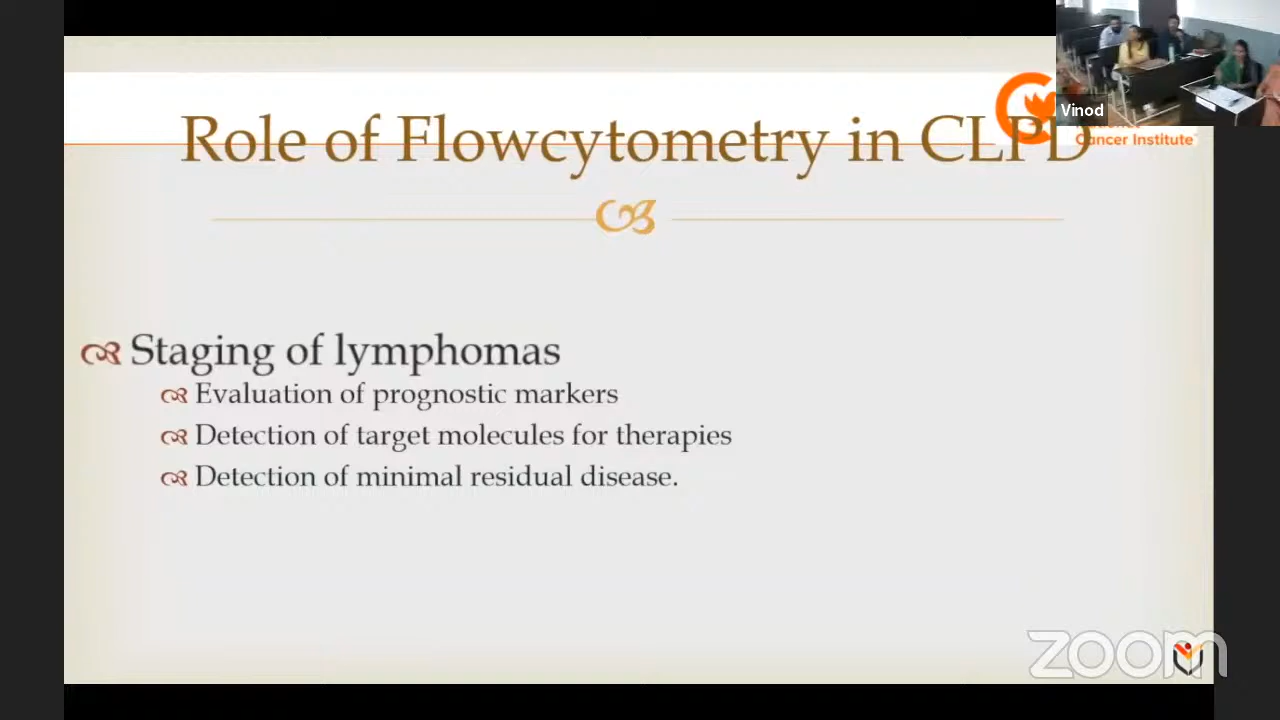 Role of Flowcytometry in CLPD
Vinod
Cancer Institute
Staging of lymphomas
Evaluation of prognostic markers
Detection of target molecules for therapies
Detection of minimal residual disease.
zoom